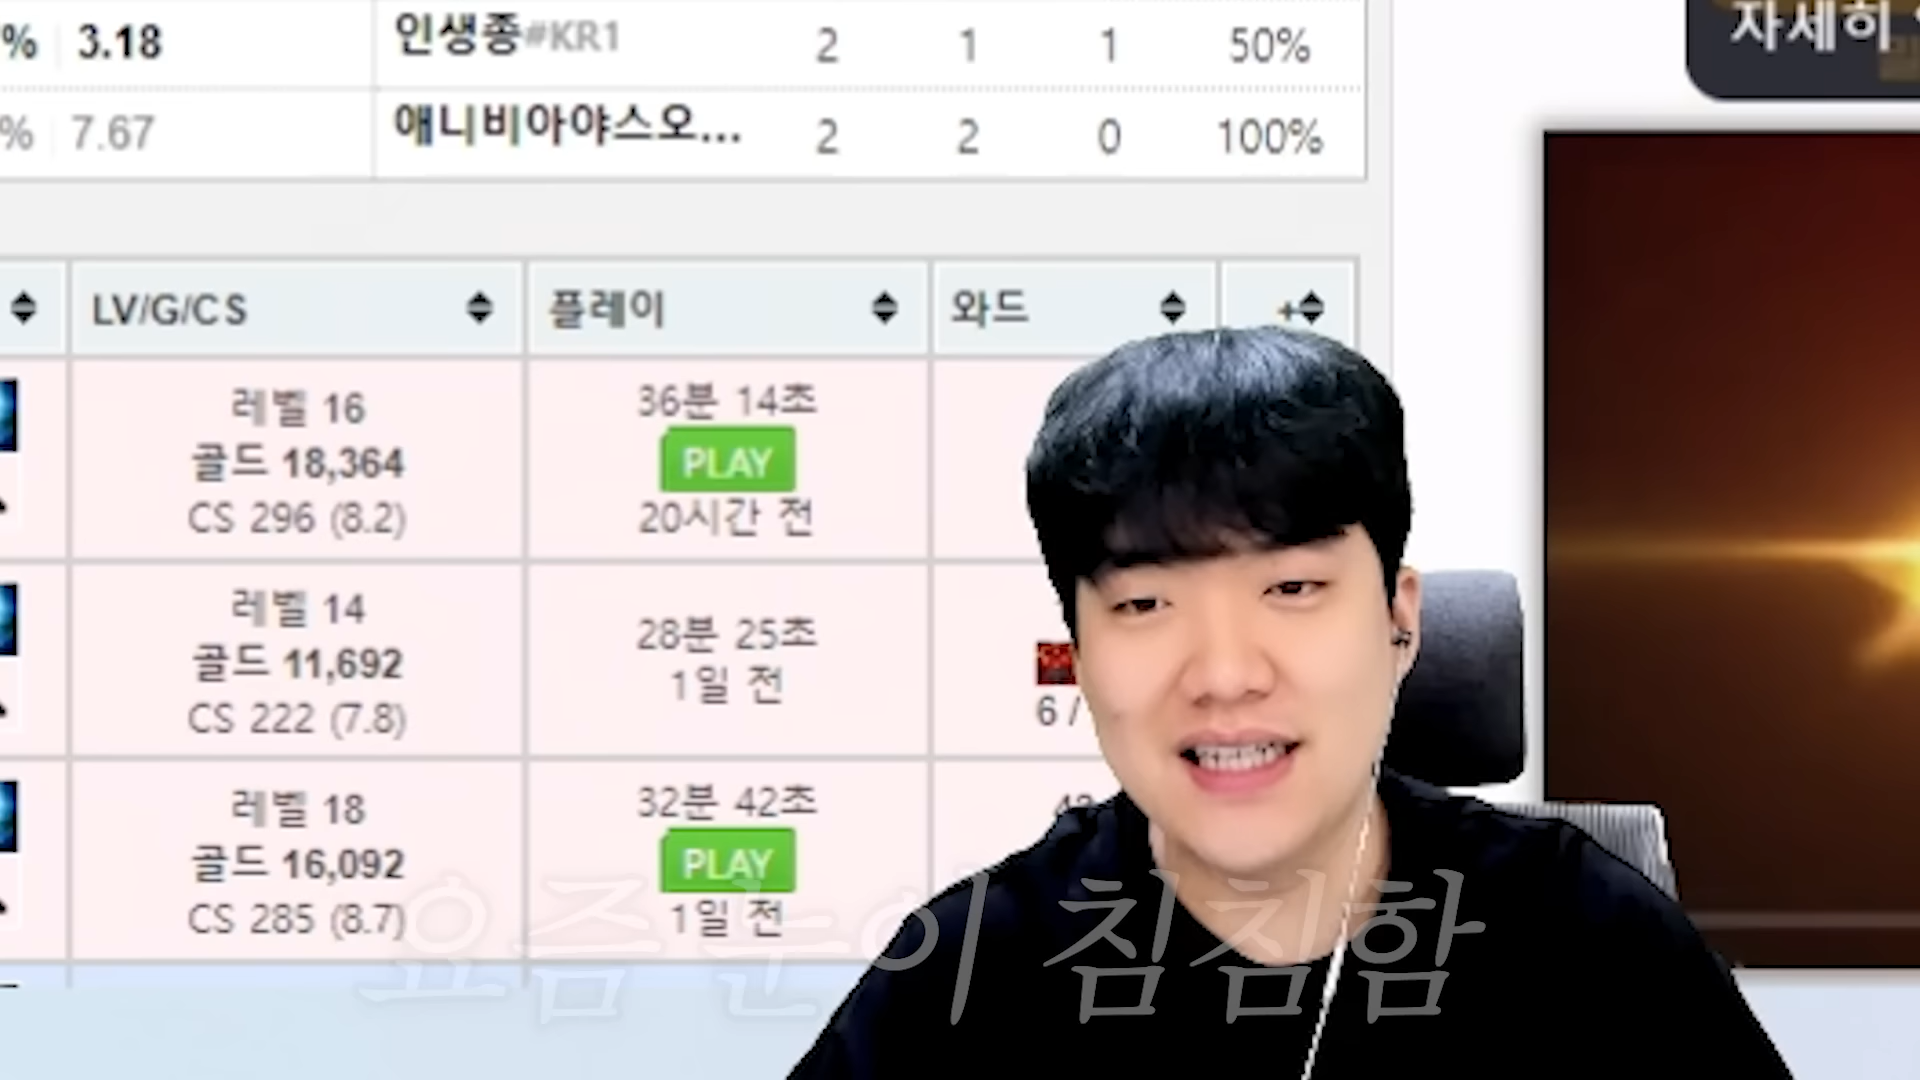 % 3.18 인생종#KR1 2 1 1 50%
% 7.67 애니비아야스오... 2 2 0 100%
자세히
LV/G/CS 플레이 와드 +
레벨 16
골드 18,364
CS 296 (8.2)
36분 14초
PLAY
20시간 전
레벨 14
골드 11,692
CS 222 (7.8)
28분 25초
1일 전
6 /
레벨 18
골드 16,092
CS 285 (8.7)
32분 42초
PLAY
1일 전
요즘 눈이 침침함